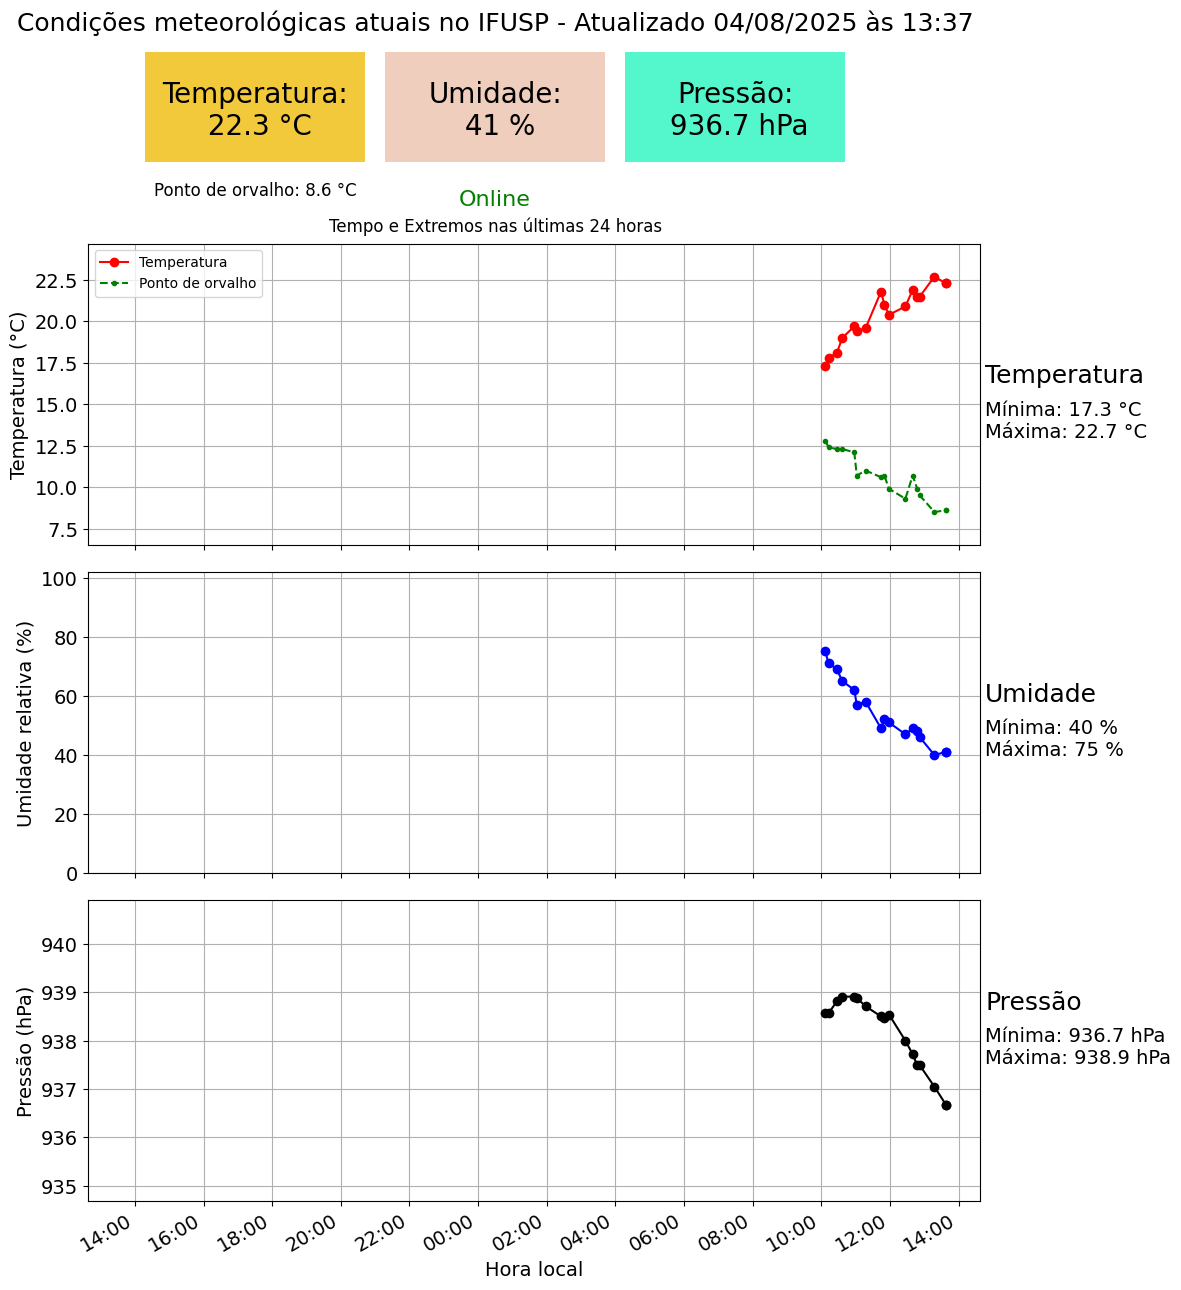 Condições meteorológicas atuais no IFUSP - Atualizado 04/08/2025 às 13:37
Temperatura:
22.3 °C
Umidade:
41 %
Pressão:
936.7 hPa
Ponto de orvalho: 8.6 °C
Online
Tempo e Extremos nas últimas 24 horas
Temperatura
Ponto de orvalho
Temperatura (°C)
22.5
20.0
17.5
15.0
12.5
10.0
7.5
Temperatura
Mínima: 17.3 °C
Máxima: 22.7 °C
Umidade relativa (%)
100
80
60
40
20
0
Umidade
Mínima: 40 %
Máxima: 75 %
Pressão (hPa)
940
939
938
937
936
935
Pressão
Mínima: 936.7 hPa
Máxima: 938.9 hPa
14:00 16:00 18:00 20:00 22:00 00:00 02:00 04:00 06:00 08:00 10:00 12:00 14:00
Hora local